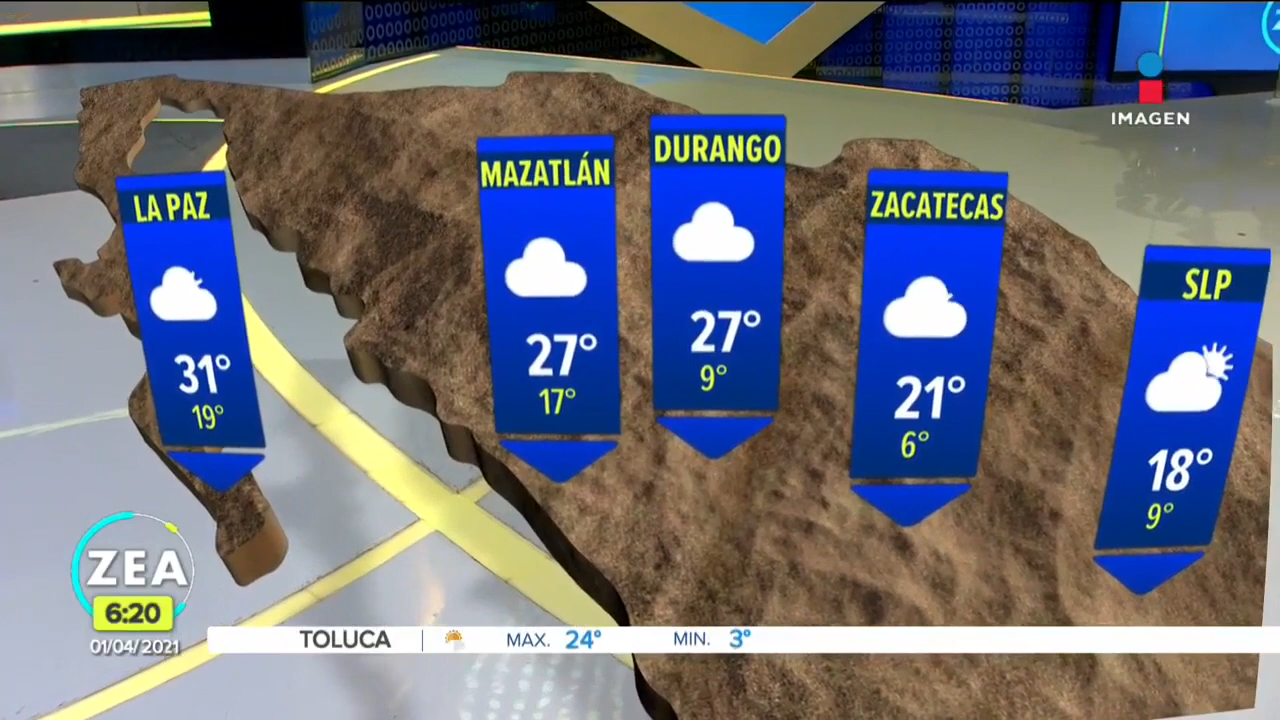 IMAGEN
LA PAZ
31°
19°
MAZATLÁN
27°
17°
DURANGO
27°
9°
ZACATECAS
21°
6°
SLP
18°
9°
ZEA
6:20
01/04/2021
TOLUCA MAX. 24° MIN. 3°